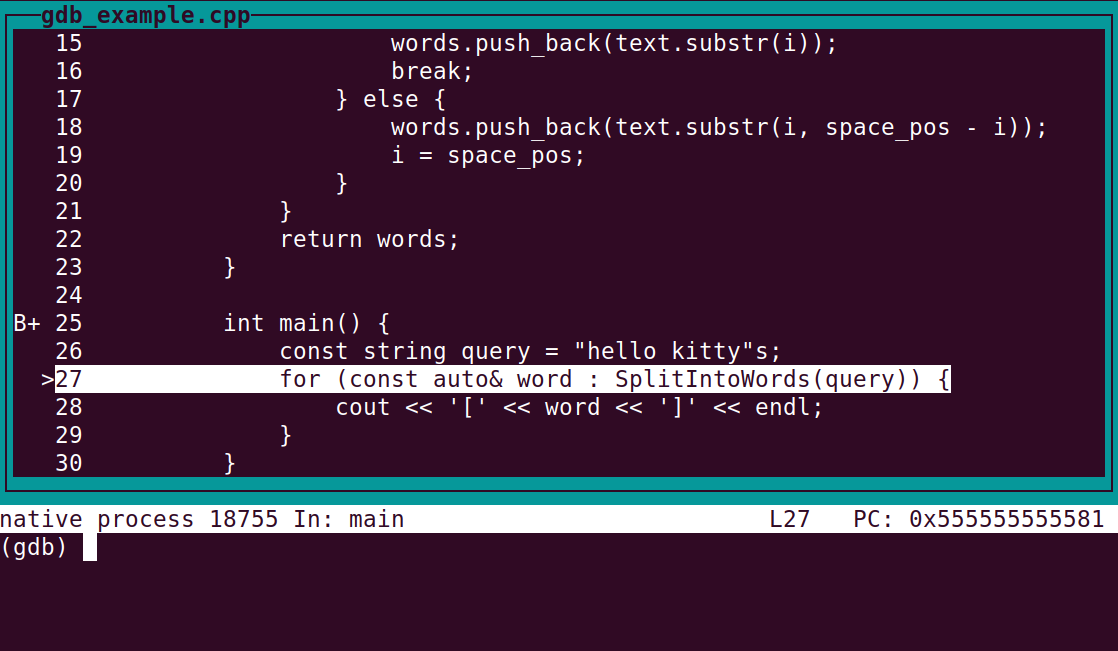 gdb_example.cpp
15                      words.push_back(text.substr(i));
16                      break;
17                  } else {
18                      words.push_back(text.substr(i, space_pos - i));
19                      i = space_pos;
20                  }
21              }
22              return words;
23          }
24
B+ 25          int main() {
26              const string query = "hello kitty"s;
>27              for (const auto& word : SplitIntoWords(query)) {
28                  cout << '[' << word << ']' << endl;
29              }
30          }
native process 18755 In: main                          L27   PC: 0x555555555581
(gdb)